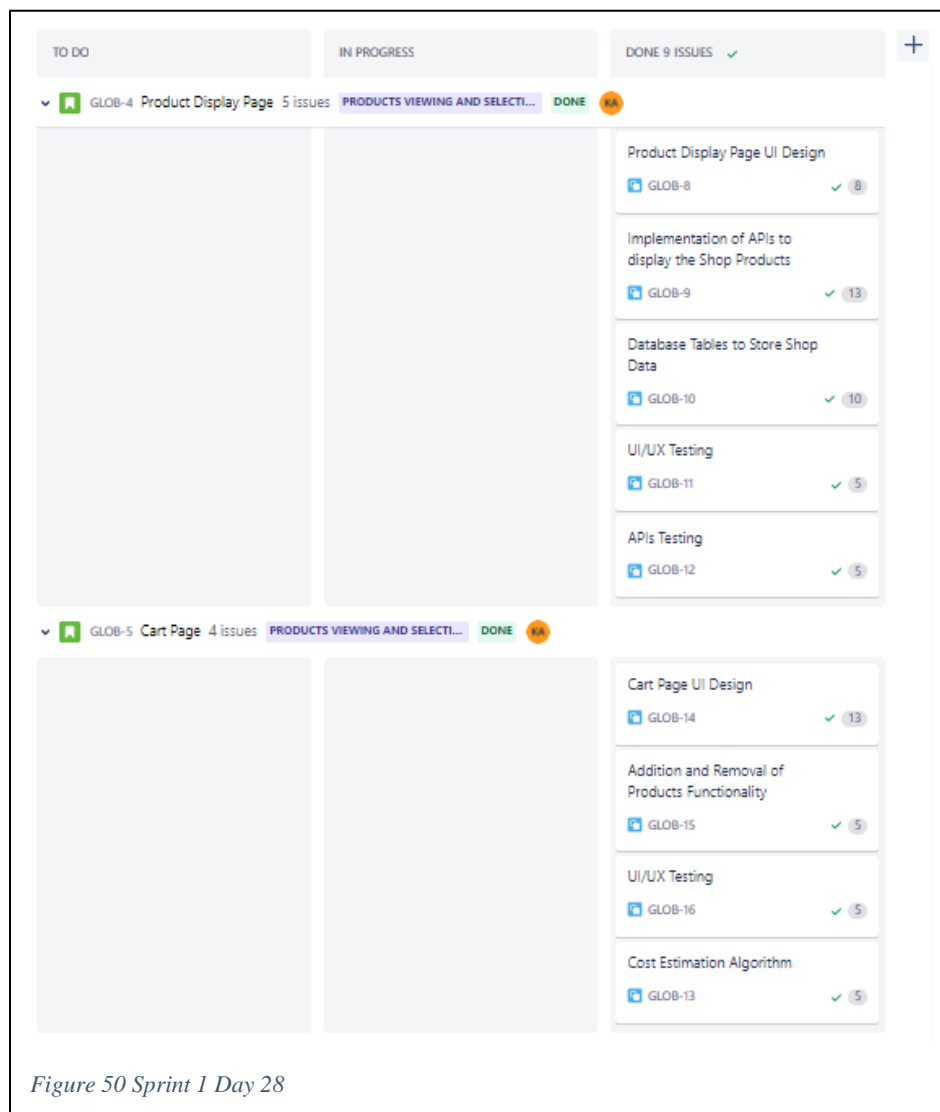 TO DO
IN PROGRESS
DONE 9 ISSUES
GLOB-4 Product Display Page 5 issues PRODUCTS VIEWING AND SELECTI... DONE KA
Product Display Page UI Design
GLOB-8 8
Implementation of APIs to
display the Shop Products
GLOB-9 13
Database Tables to Store Shop
Data
GLOB-10 10
UI/UX Testing
GLOB-11 5
APIs Testing
GLOB-12 5
GLOB-5 Cart Page 4 issues PRODUCTS VIEWING AND SELECTI... DONE KA
Cart Page UI Design
GLOB-14 13
Addition and Removal of
Products Functionality
GLOB-15 5
UI/UX Testing
GLOB-16 5
Cost Estimation Algorithm
GLOB-13 5
Figure 50 Sprint 1 Day 28